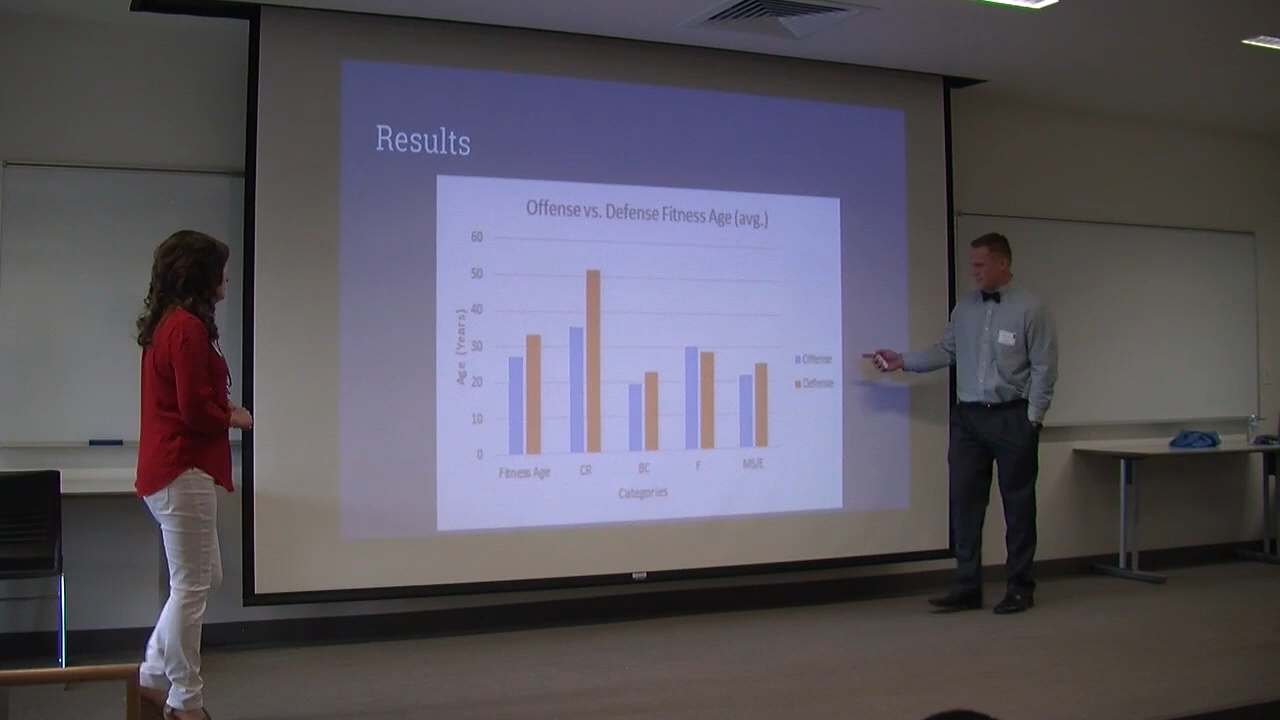 Results
Offense vs. Defense Fitness Age (avg.)
60
50
40
30
20
10
0
Age (Years)
Fitness Age
CR
BC
F
MS/E
Categories
Offense
Defense